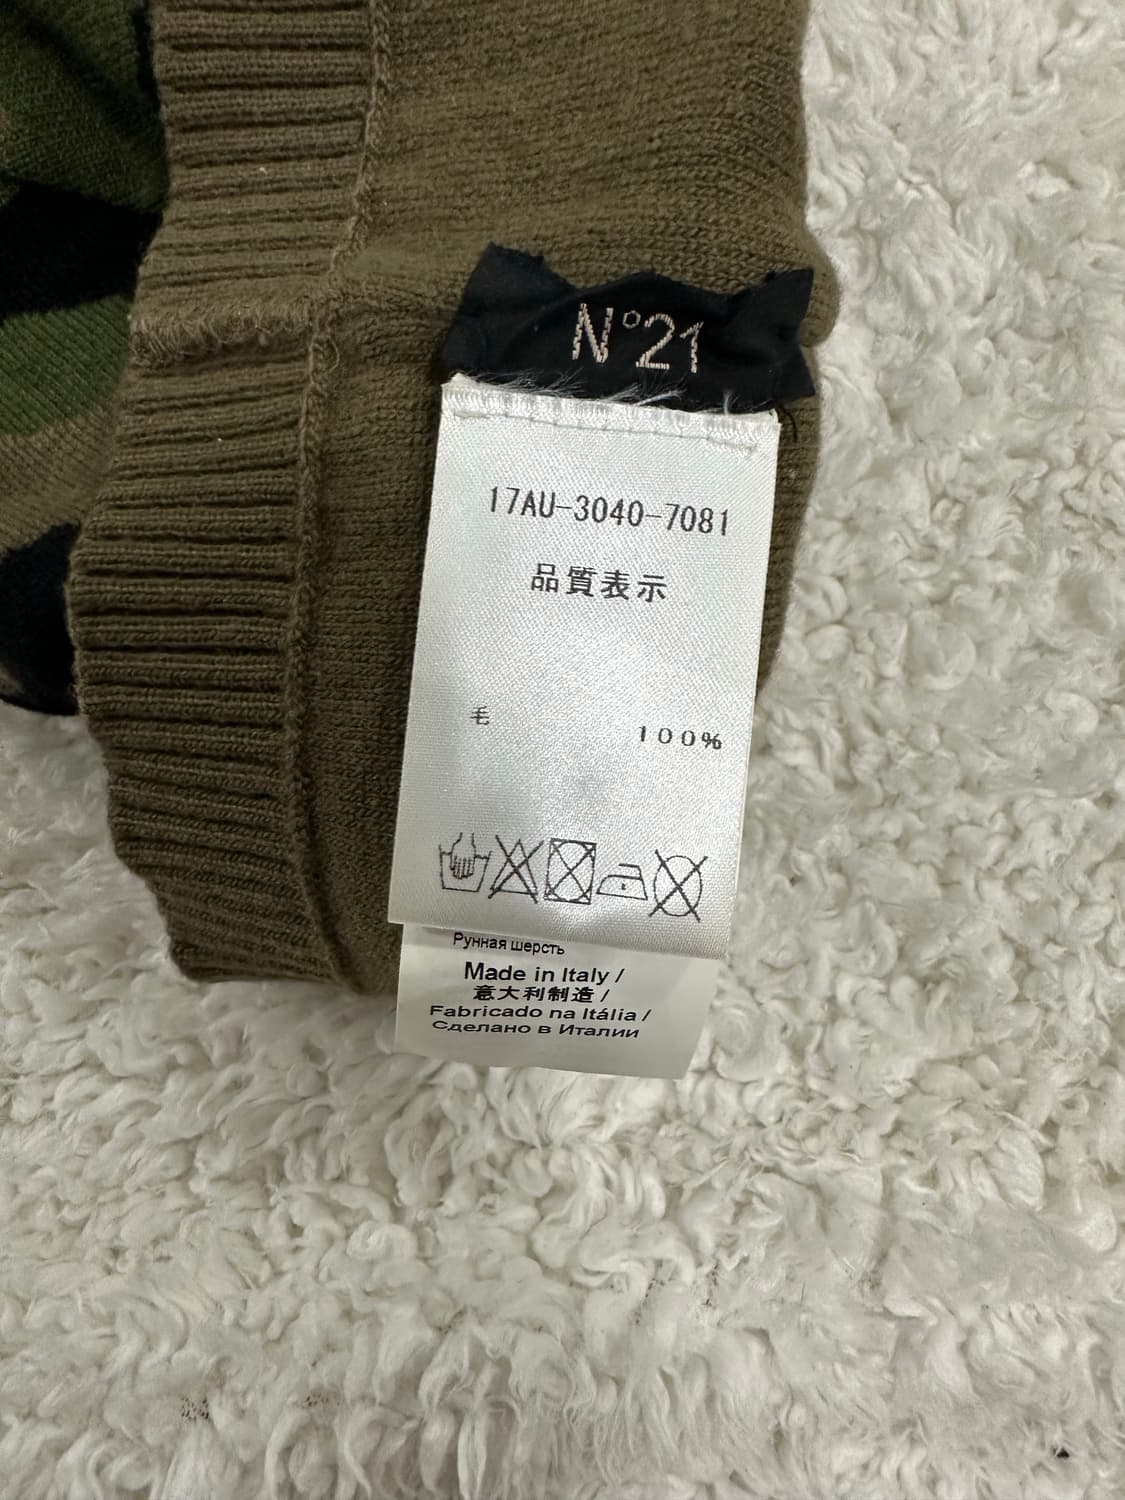 N°21
17AU-3040-7081
品質表示
毛 100%
Рунная шерсть
Made in Italy /
意大利制造 /
Fabricado na Itália /
Сделано в Италии